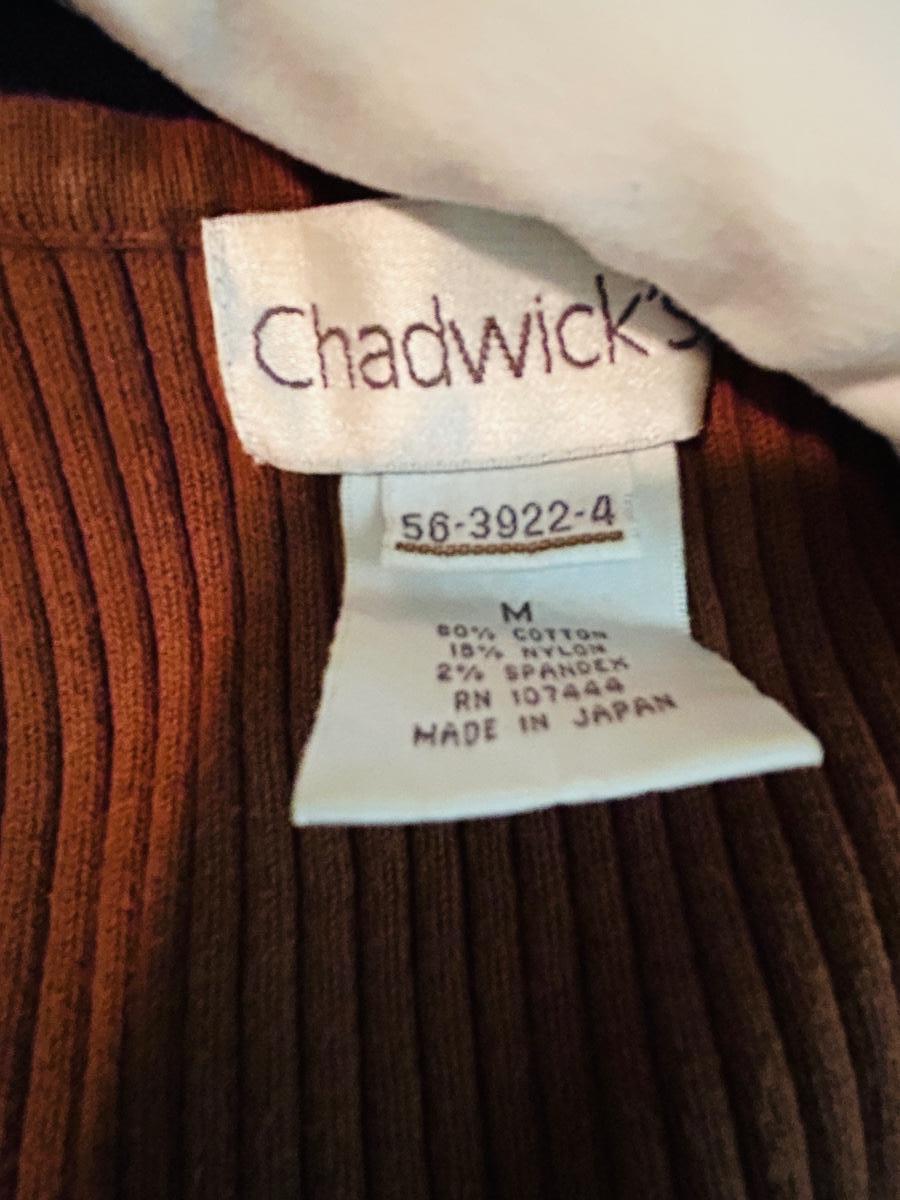 Chadwick's
56-3922-4
M
80% COTTON
18% NYLON
2% SPANDEX
RN 107444
MADE IN JAPAN